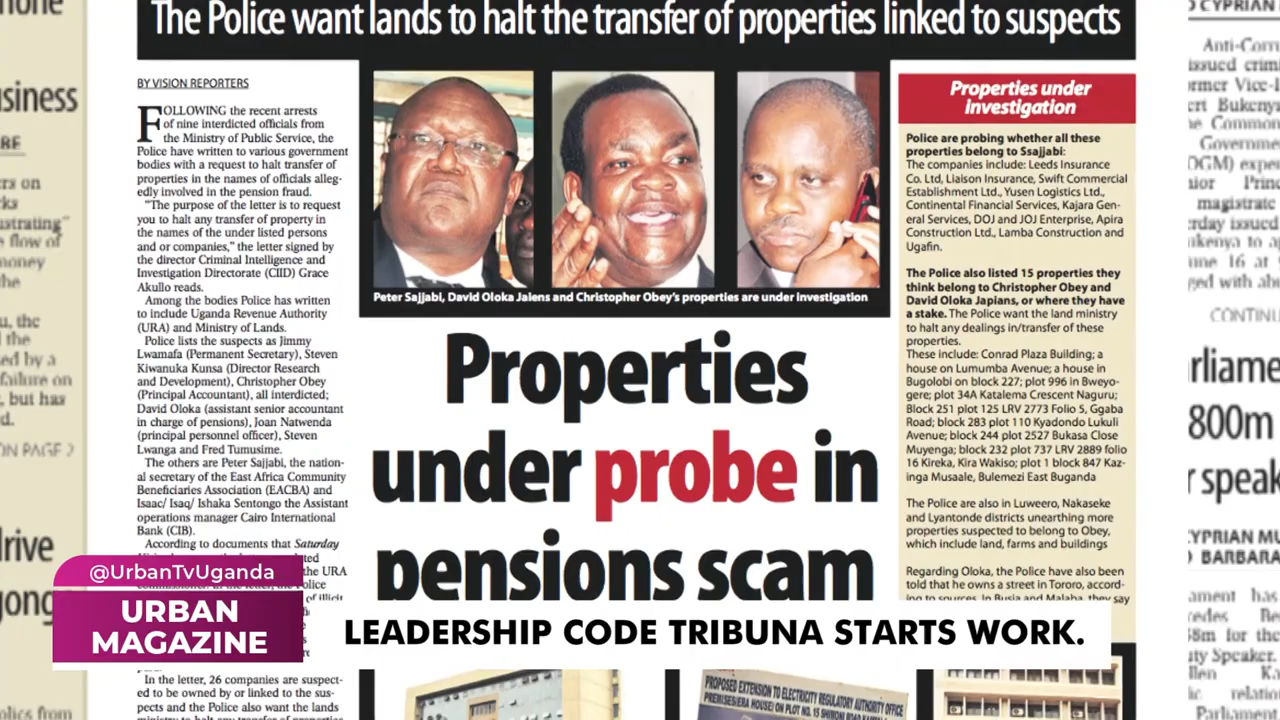 The Police want lands to halt the transfer of properties linked to suspects
BY VISION REPORTERS
FOLLOWING the recent arrests
of nine interdicted officials from
the Ministry of Public Service, the
Police have written to various government
bodies with a request to halt transfer of
properties in the names of officials alleg-
edly involved in the pension fraud.
“The purpose of the letter is to request
you to halt any transfer of property in
the names of the under listed persons
and or companies,” the letter signed by
the director Criminal Intelligence and
Investigation Directorate (CIID) Grace
Akullo reads.
Among the bodies Police has written
to include Uganda Revenue Authority
(URA) and Ministry of Lands.
Police lists the suspects as Jimmy
Lwamafa (Permanent Secretary), Steven
Kiwanuka Kunsa (Director Research
and Development), Christopher Obey
(Principal Accountant), all interdicted;
David Oloka (assistant senior accountant
in charge of pensions), Joan Natwenda
(principal personnel officer), Steven
Lwanga and Fred Tumusime.
The others are Peter Sajjabi, the nation-
al secretary of the East Africa Community
Beneficiaries Association (EACBA) and
Isaac/ Isaq/ Ishaka Sentongo the Assistant
operations manager Cairo International
Bank (CIB).
According to documents that Saturday
the URA
Police
of illicit
In the letter, 26 companies are suspect-
ed to be owned by or linked to the sus-
pects and the Police also want the lands
ministry to halt any transfer of properties
Peter Sajjabi, David Oloka Jalens and Christopher Obey’s properties are under investigation
Properties
under probe in
pensions scam
Properties under
investigation
Police are probing whether all these
properties belong to Ssajjabi:
The companies include: Leeds Insurance
Co. Ltd, Liaison Insurance, Swift Commercial
Establishment Ltd., Yusen Logistics Ltd.,
Continental Financial Services, Kajara Gen-
eral Services, DOJ and JOJ Enterprise, Apira
Construction Ltd., Lamba Construction and
Ugafin.
The Police also listed 15 properties they
think belong to Christopher Obey and
David Oloka Japians, or where they have
a stake. The Police want the land ministry
to halt any dealings in/transfer of these
properties.
These include: Conrad Plaza Building; a
house on Lumumba Avenue; a house in
Bugolobi on block 227; plot 996 in Bweyo-
gere; plot 34A Katalema Crescent Naguru;
Block 251 plot 125 LRV 2773 Folio 5, Ggaba
Road; block 283 plot 110 Kyadondo Lukuli
Avenue; block 244 plot 2527 Bukasa Close
Muyenga; block 232 plot 737 LRV 2889 folio
16 Kireka, Kira Wakiso; plot 1 block 847 Kaz-
inga Musaale, Bulemezi East Buganda
The Police are also in Luweero, Nakaseke
and Lyantonde districts unearthing more
properties suspected to belong to Obey,
which include land, farms and buildings
Regarding Oloka, the Police have also been
told that he owns a street in Tororo, accord-
ing to sources. In Busia and Malaba, they say
PROPOSED EXTENSION TO ELECTRICITY REGULATORY AUTHORITY OFFICE
@UrbanTvUganda
URBAN
MAGAZINE
LEADERSHIP CODE TRIBUNA STARTS WORK.